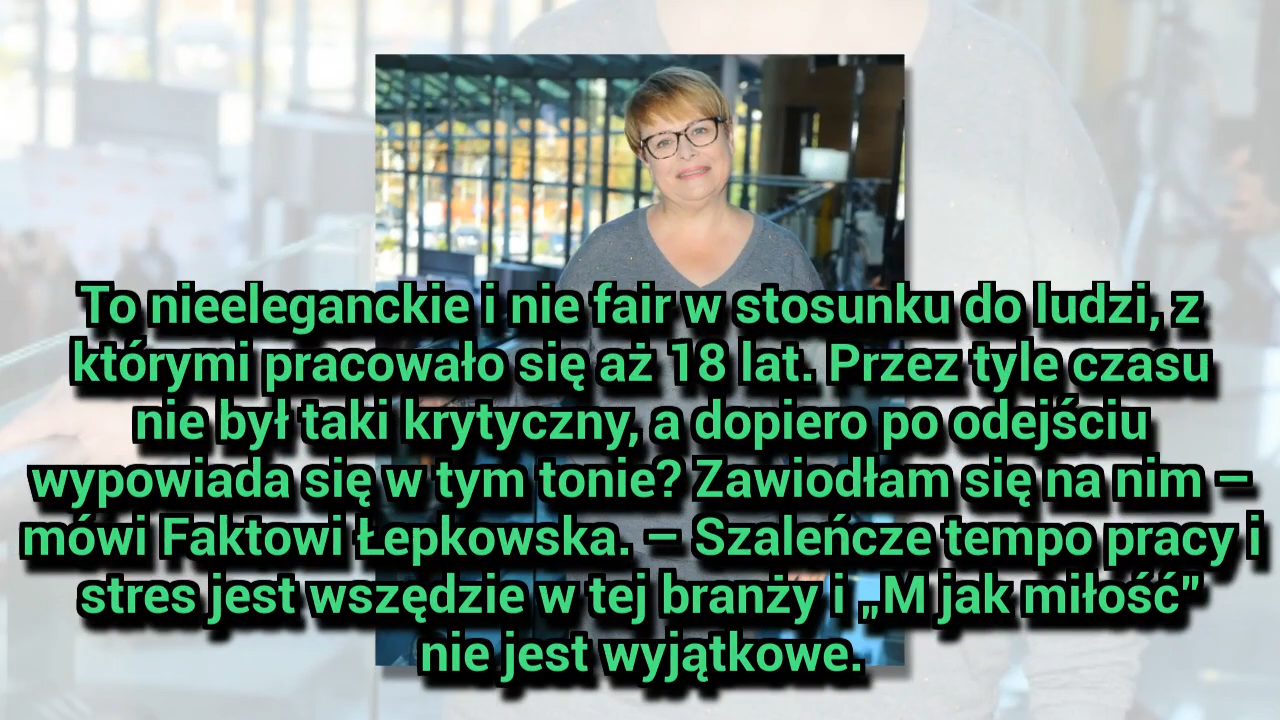 To nieeleganckie i nie fair w stosunku do ludzi, z
którymi pracowało się aż 18 lat. Przez tyle czasu
nie był taki krytyczny, a dopiero po odejściu
wypowiada się w tym tonie? Zawiodłam się na nim –
mówi Faktowi Łepkowska. – Szaleńcze tempo pracy i
stres jest wszędzie w tej branży i „M jak miłość”
nie jest wyjątkowe.